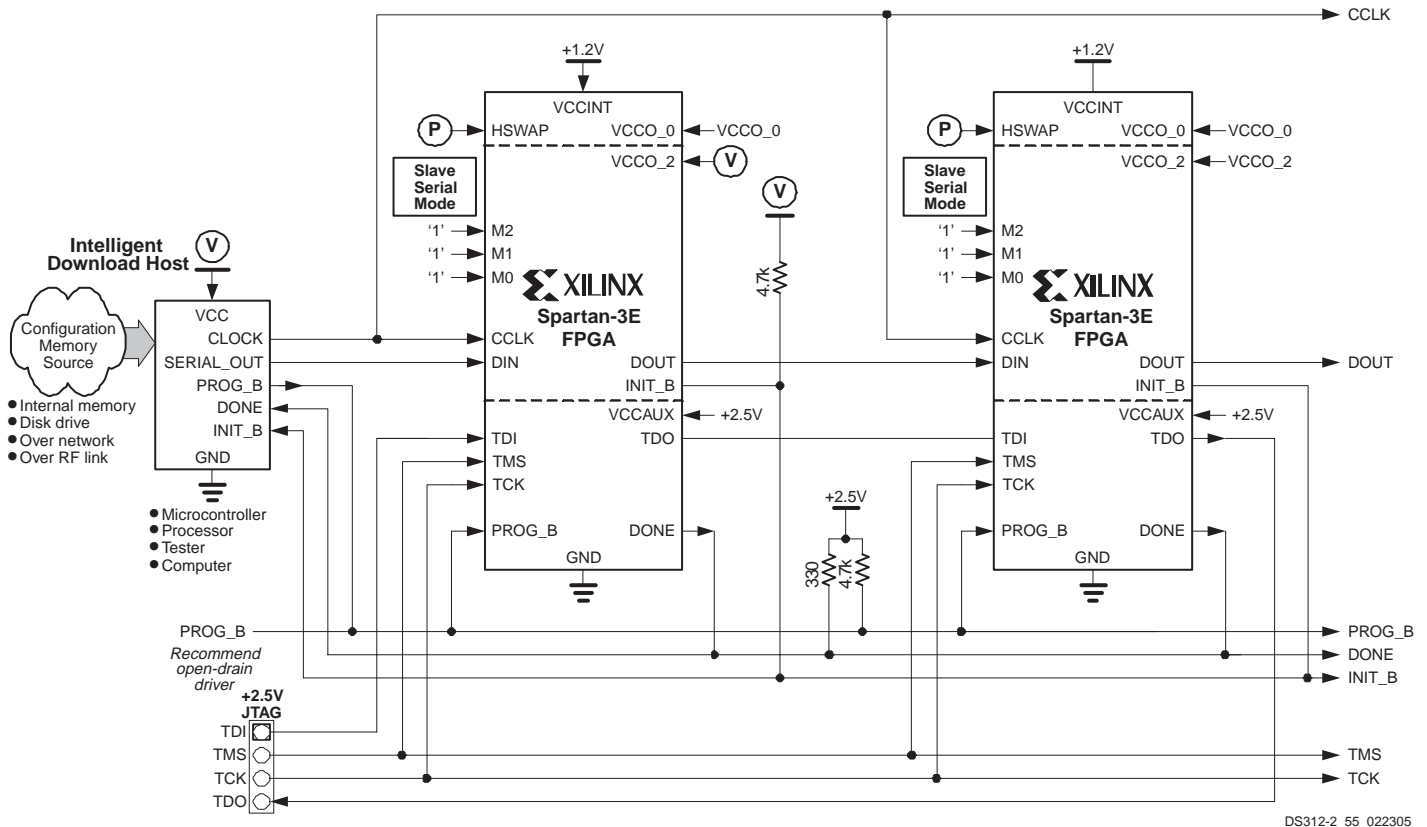 CCLK
+1.2V
+1.2V
VCCINT
VCCINT
P
HSWAP
VCCO_0
VCCO_0
P
HSWAP
VCCO_0
VCCO_0
VCCO_2
V
VCCO_2
VCCO_2
Slave
Serial
Mode
Slave
Serial
Mode
V
'1'
M2
'1'
M1
'1'
M0
'1'
M2
'1'
M1
'1'
M0
4.7k
XILINX
Spartan-3E
FPGA
XILINX
Spartan-3E
FPGA
Intelligent
Download Host
V
VCC
Configuration
Memory
Source
CLOCK
SERIAL_OUT
PROG_B
DONE
INIT_B
GND
CCLK
DIN
DOUT
INIT_B
CCLK
DIN
DOUT
INIT_B
DOUT
● Internal memory
● Disk drive
● Over network
● Over RF link
VCCAUX
+2.5V
TDI
TDO
TMS
TCK
VCCAUX
+2.5V
TDI
TDO
TMS
TCK
● Microcontroller
● Processor
● Tester
● Computer
+2.5V
PROG_B
DONE
GND
330
4.7k
PROG_B
DONE
GND
PROG_B
PROG_B
Recommend
open-drain
driver
DONE
INIT_B
+2.5V
JTAG
TDI
TMS
TMS
TCK
TCK
TDO
DS312-2_55_022305